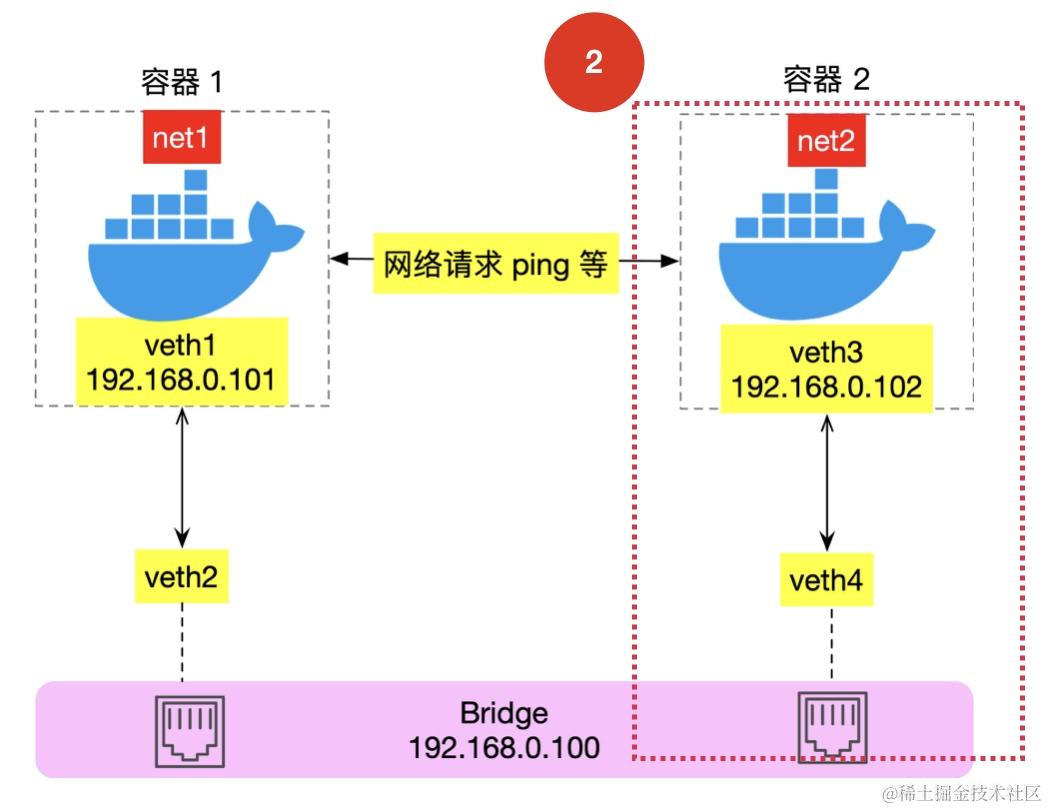 2
容器 1
容器 2
net1
net2
网络请求 ping 等
veth1
192.168.0.101
veth3
192.168.0.102
veth2
veth4
Bridge
192.168.0.100
@稀土掘金技术社区